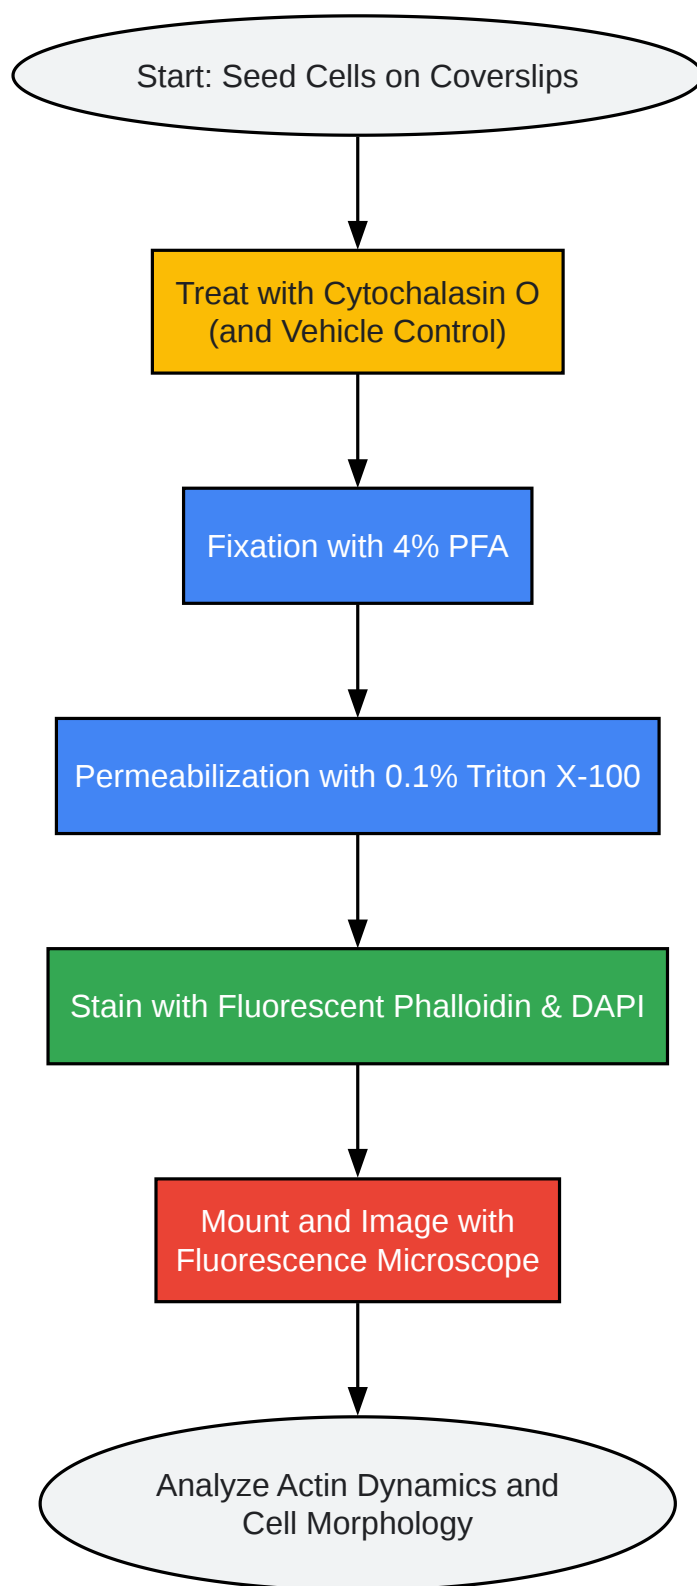 Start: Seed Cells on Coverslips
Treat with Cytochalasin O
(and Vehicle Control)
Fixation with 4% PFA
Permeabilization with 0.1% Triton X-100
Stain with Fluorescent Phalloidin & DAPI
Mount and Image with
Fluorescence Microscope
Analyze Actin Dynamics and
Cell Morphology